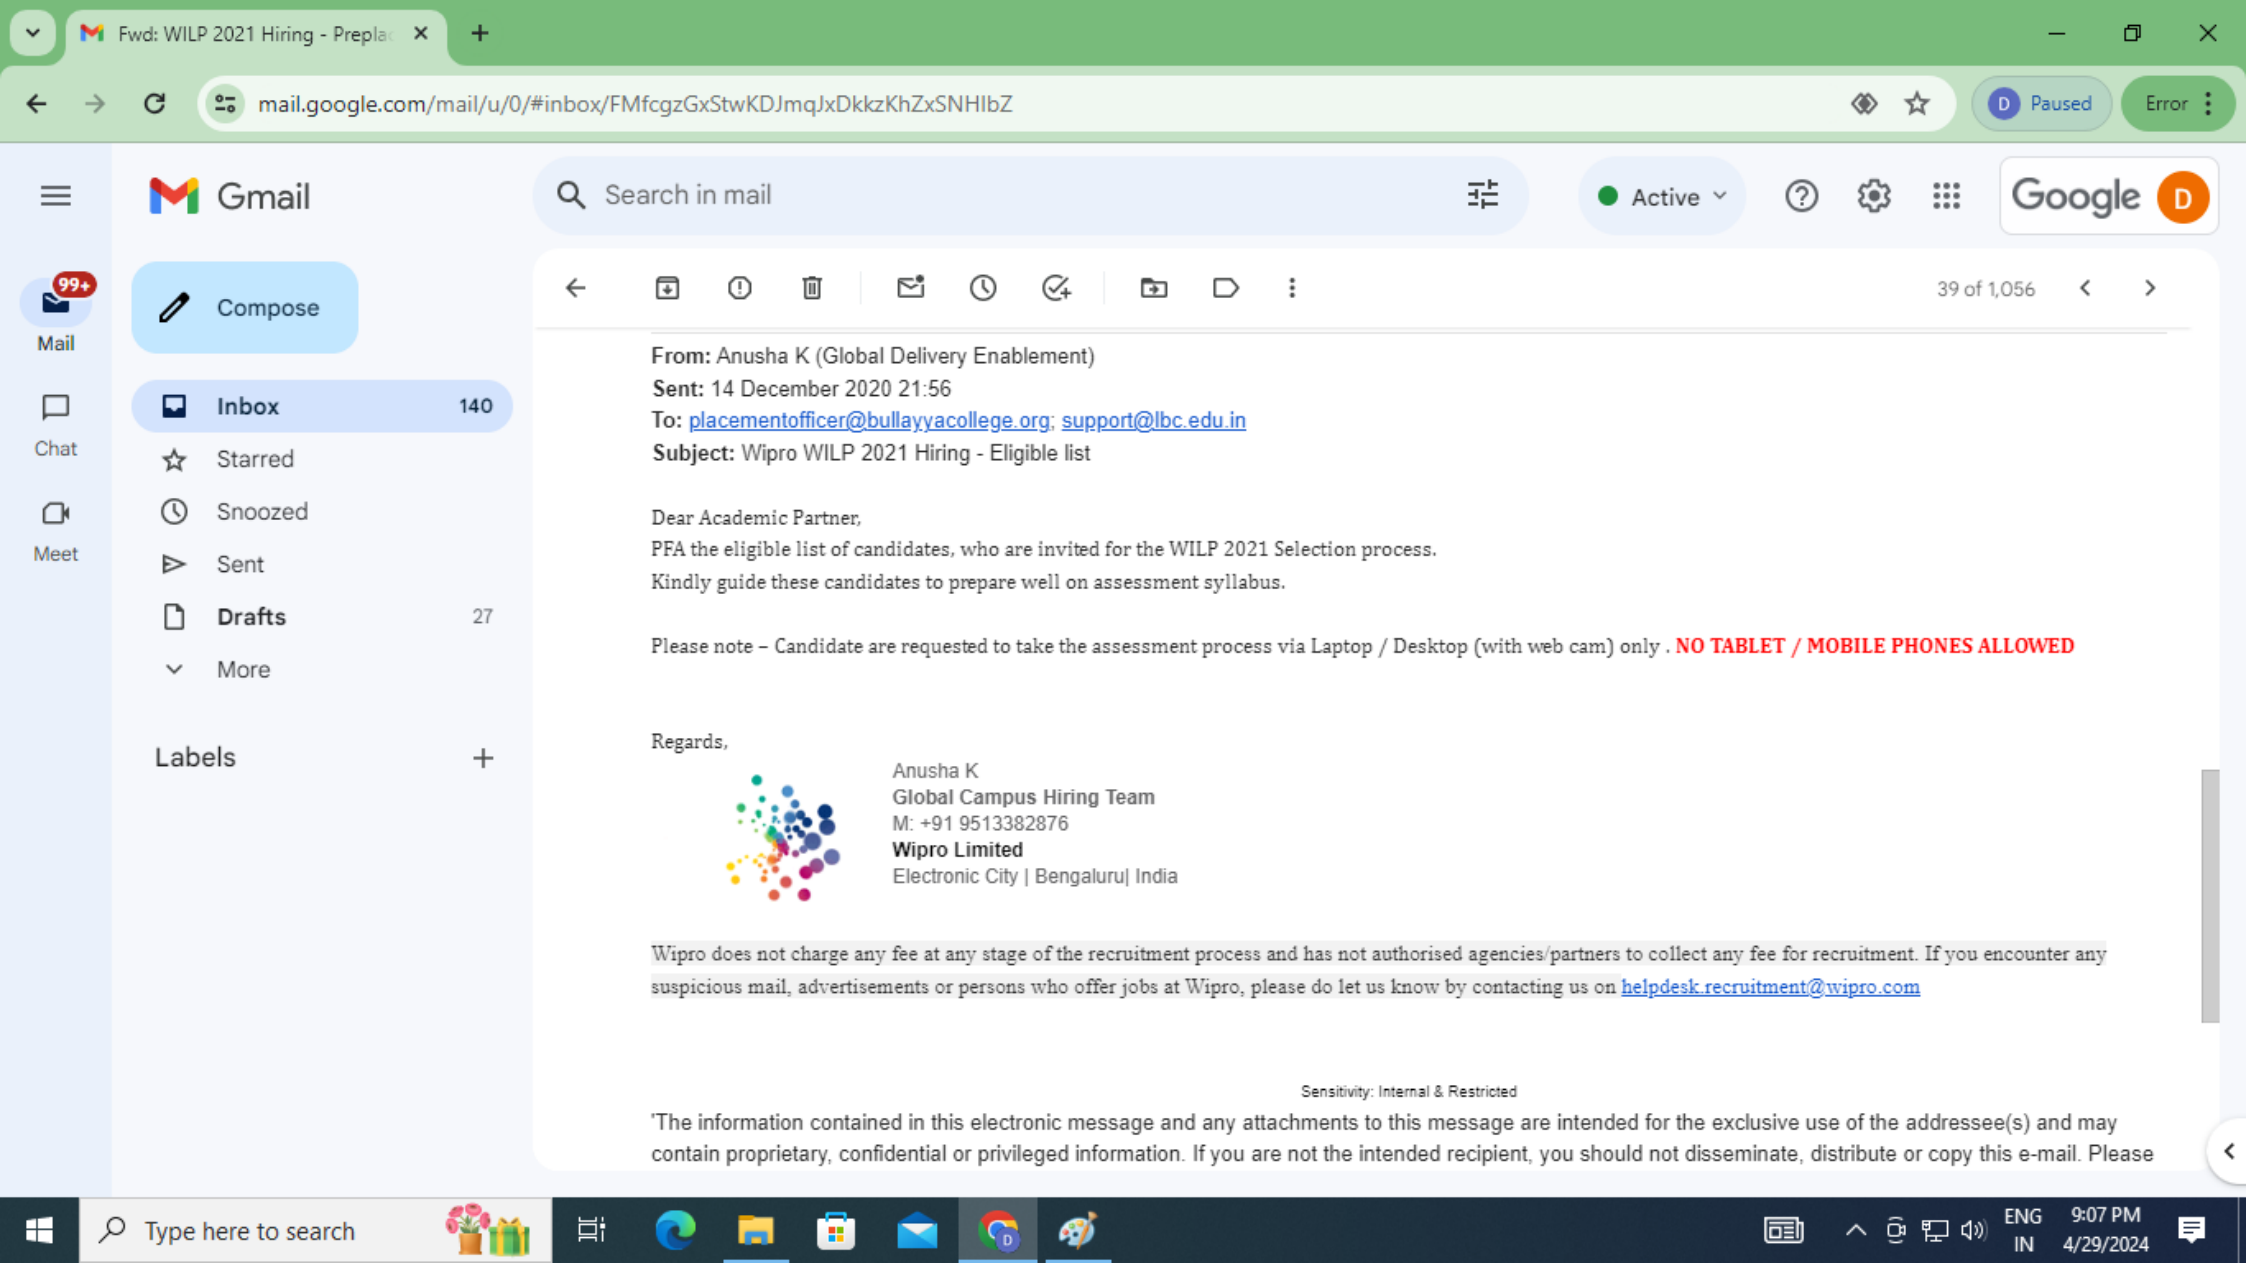 Fwd: WILP 2021 Hiring - Prepla
mail.google.com/mail/u/0/#inbox/FMfcgzGxStwKDJmqJxDkkzKhZxSNHIbZ
D Paused
Error
Gmail
Search in mail
Active
Google D
99+
Mail
Chat
Meet
Compose
Inbox 140
Starred
Snoozed
Sent
Drafts 27
More
Labels
39 of 1,056
From: Anusha K (Global Delivery Enablement)
Sent: 14 December 2020 21:56
To: placementofficer@bullayyacollege.org; support@lbc.edu.in
Subject: Wipro WILP 2021 Hiring - Eligible list
Dear Academic Partner,
PFA the eligible list of candidates, who are invited for the WILP 2021 Selection process.
Kindly guide these candidates to prepare well on assessment syllabus.
Please note – Candidate are requested to take the assessment process via Laptop / Desktop (with web cam) only . NO TABLET / MOBILE PHONES ALLOWED
Regards,
Anusha K
Global Campus Hiring Team
M: +91 9513382876
Wipro Limited
Electronic City | Bengaluru| India
Wipro does not charge any fee at any stage of the recruitment process and has not authorised agencies/partners to collect any fee for recruitment. If you encounter any
suspicious mail, advertisements or persons who offer jobs at Wipro, please do let us know by contacting us on helpdesk.recruitment@wipro.com
Sensitivity: Internal & Restricted
'The information contained in this electronic message and any attachments to this message are intended for the exclusive use of the addressee(s) and may
contain proprietary, confidential or privileged information. If you are not the intended recipient, you should not disseminate, distribute or copy this e-mail. Please
Type here to search
D
ENG
IN
9:07 PM
4/29/2024